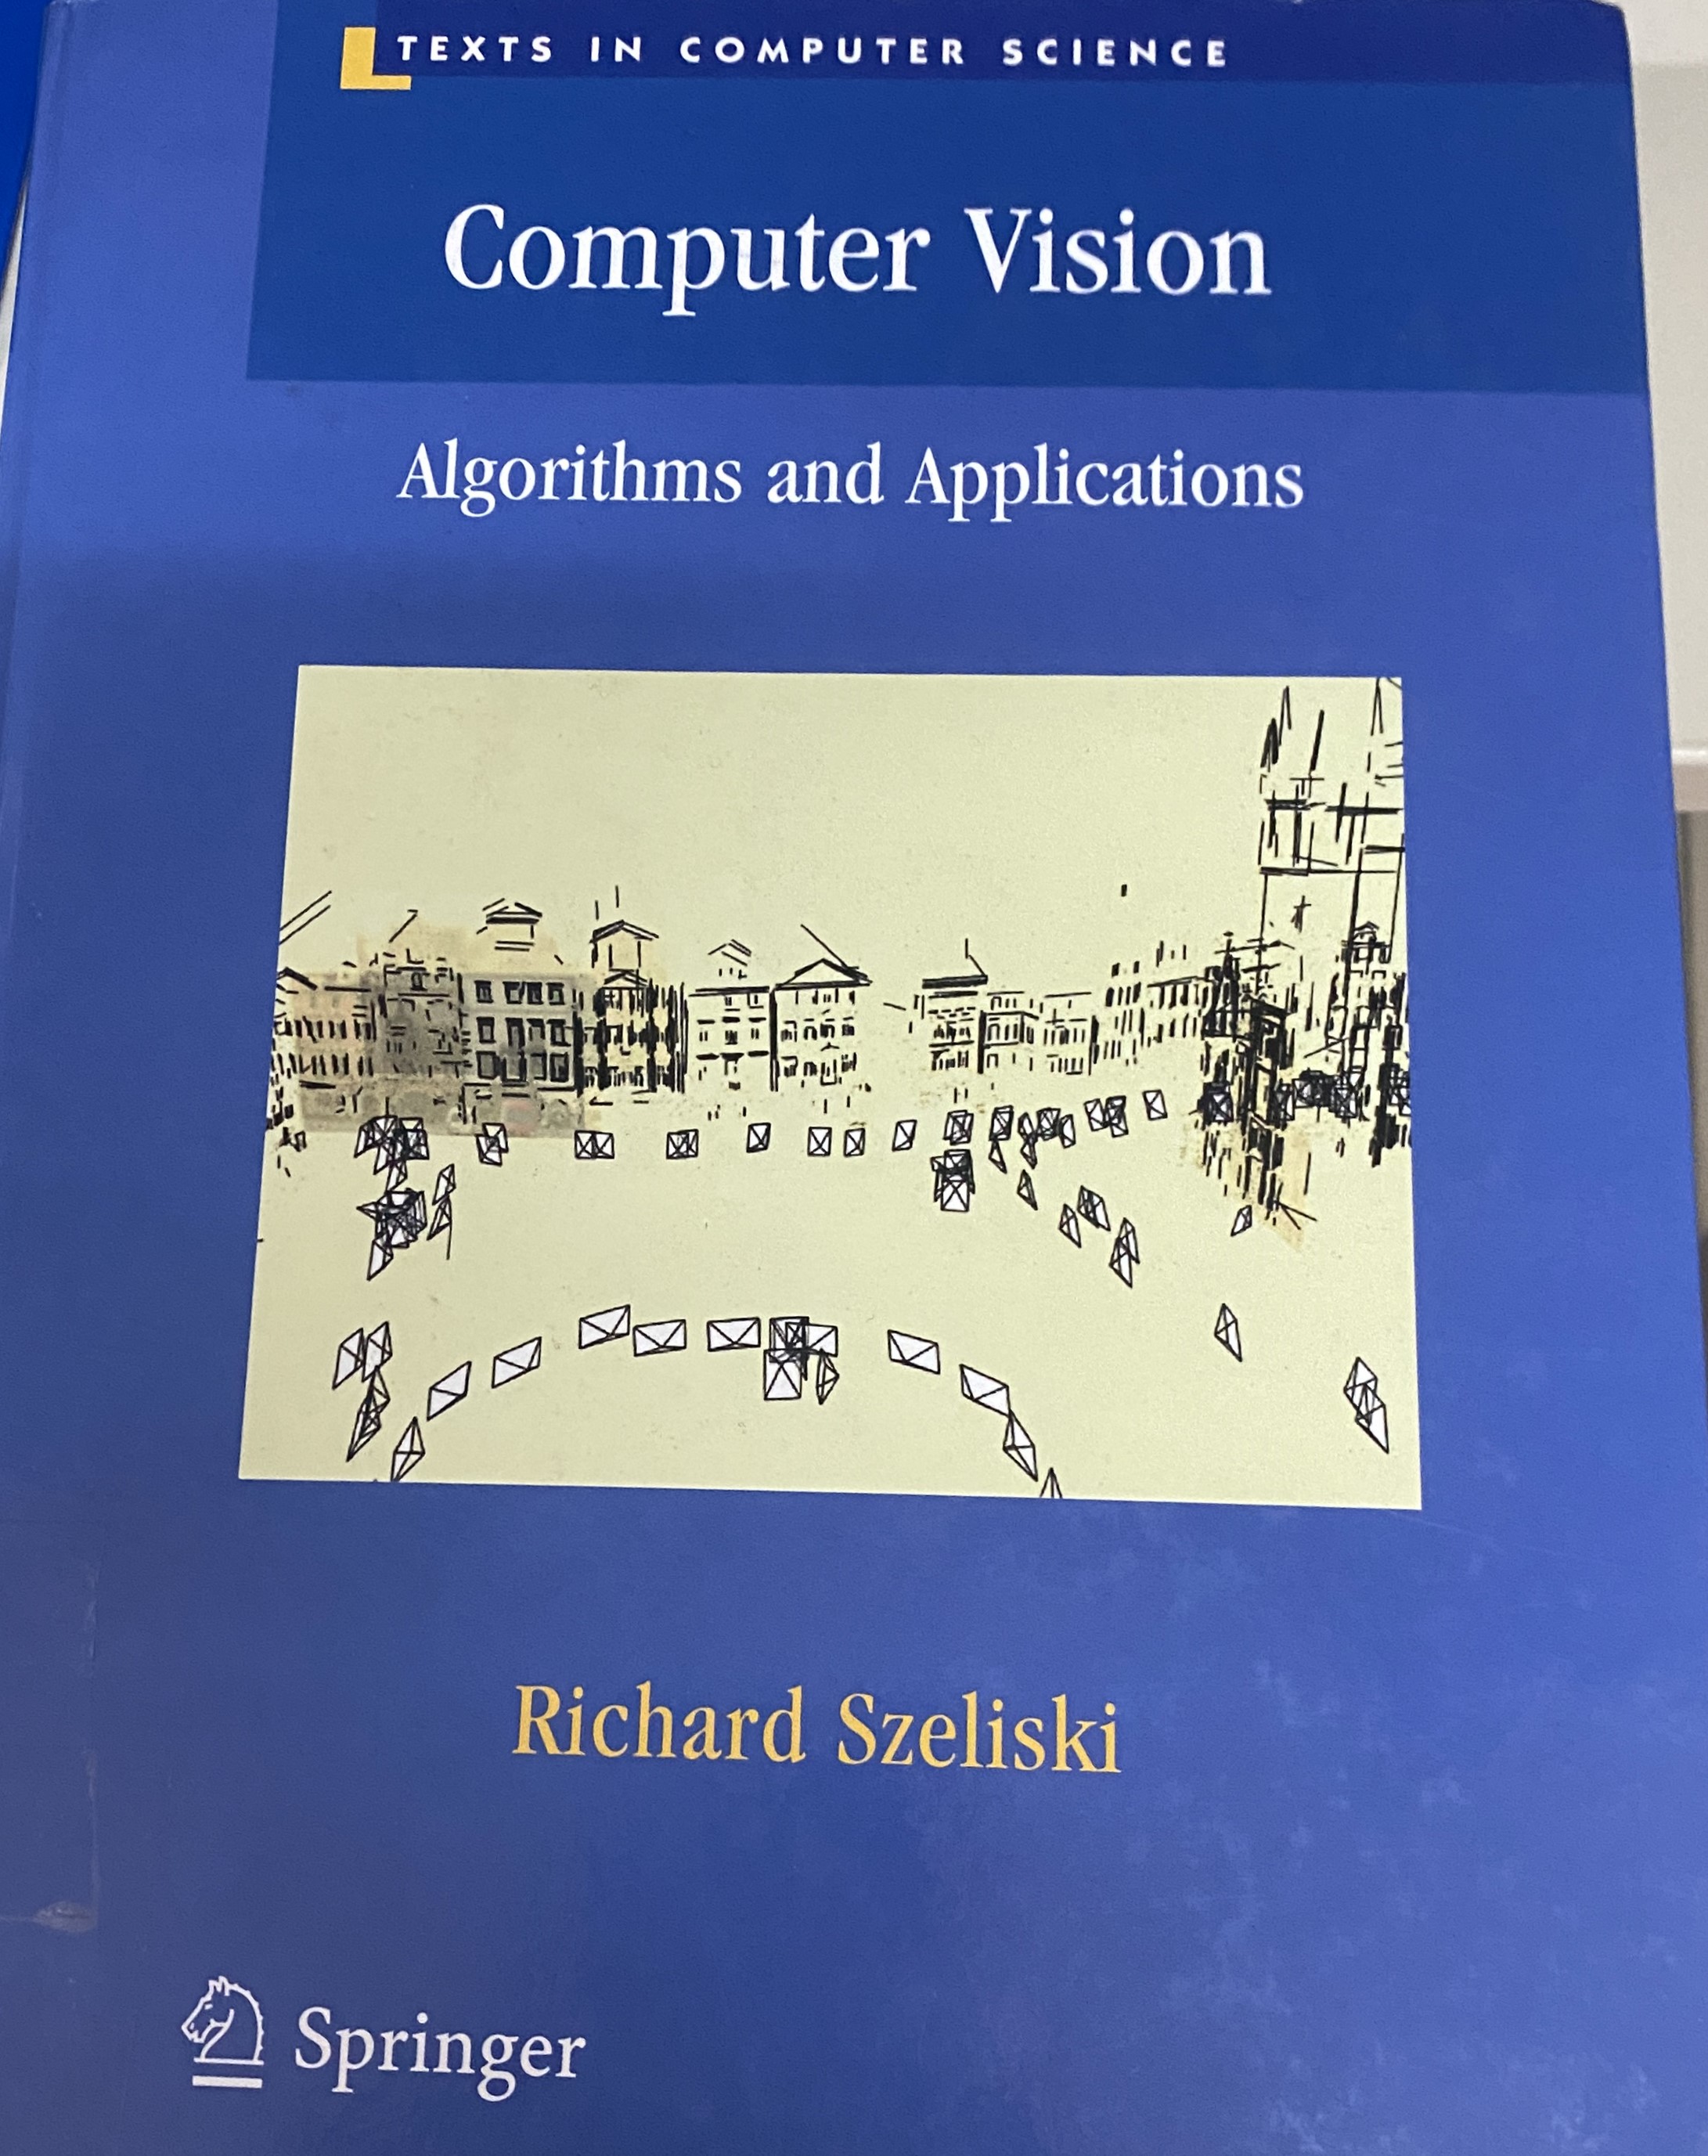 TEXTS IN COMPUTER SCIENCE
Computer Vision
Algorithms and Applications
Richard Szeliski
Springer